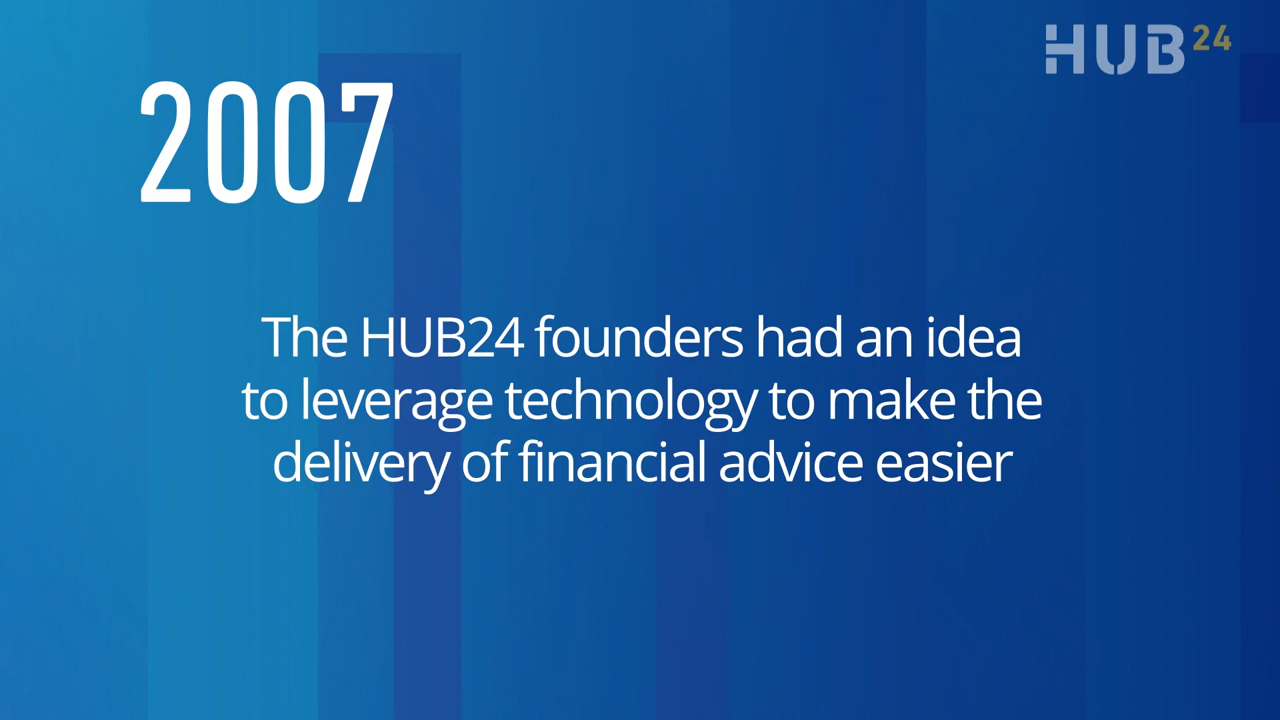 HUB24
2007
The HUB24 founders had an idea
to leverage technology to make the
delivery of financial advice easier